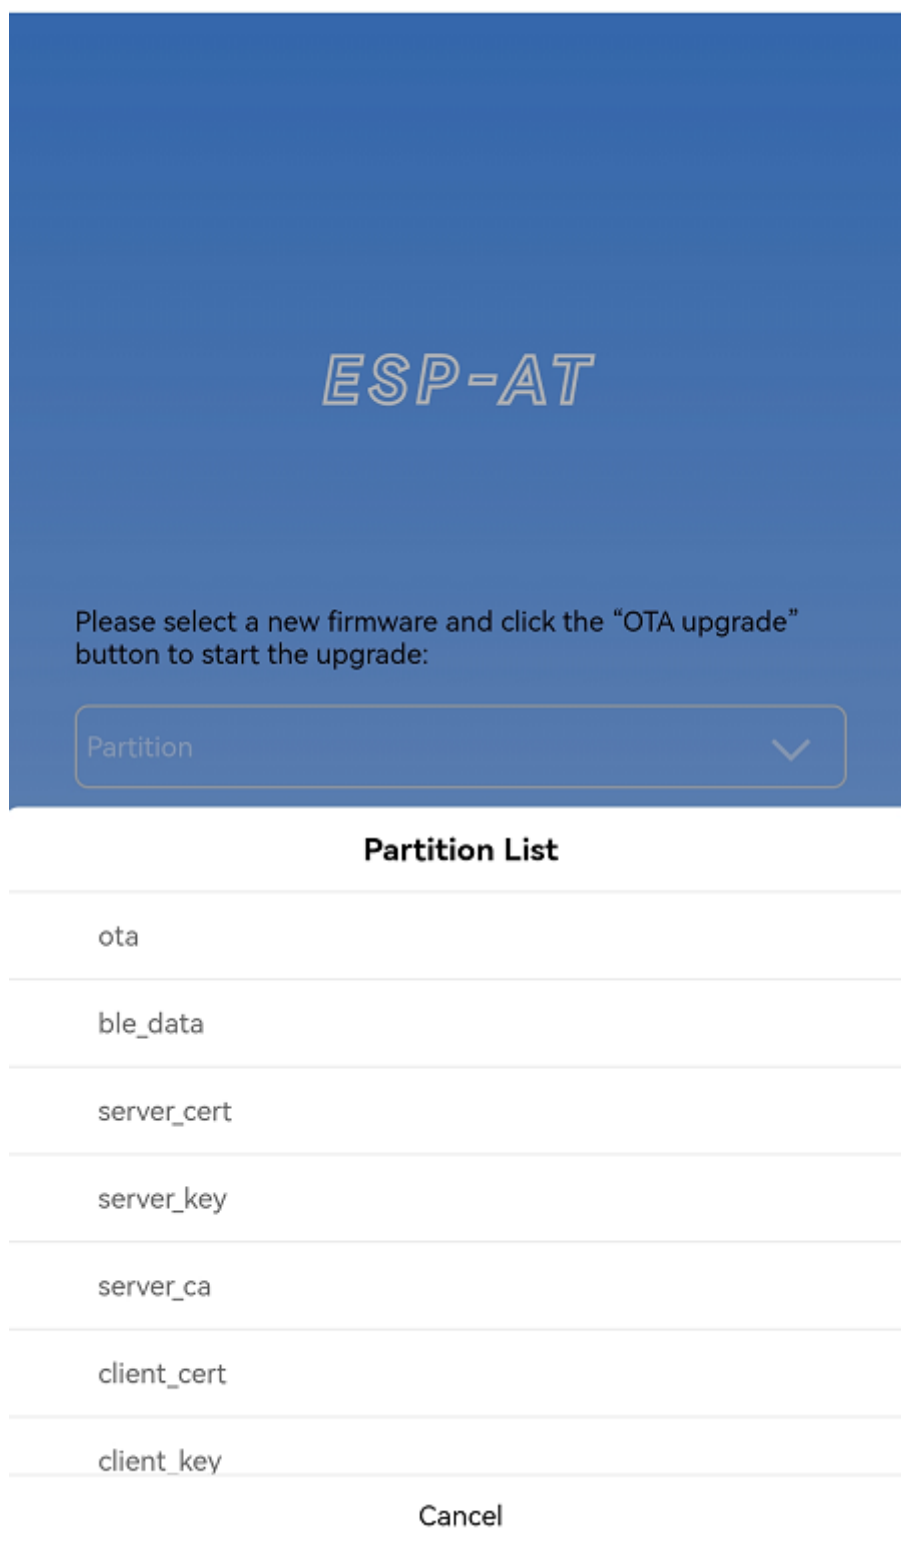 ESP-AT
Please select a new firmware and click the “OTA upgrade”
button to start the upgrade:
Partition
Partition List
ota
ble_data
server_cert
server_key
server_ca
client_cert
client_key
Cancel